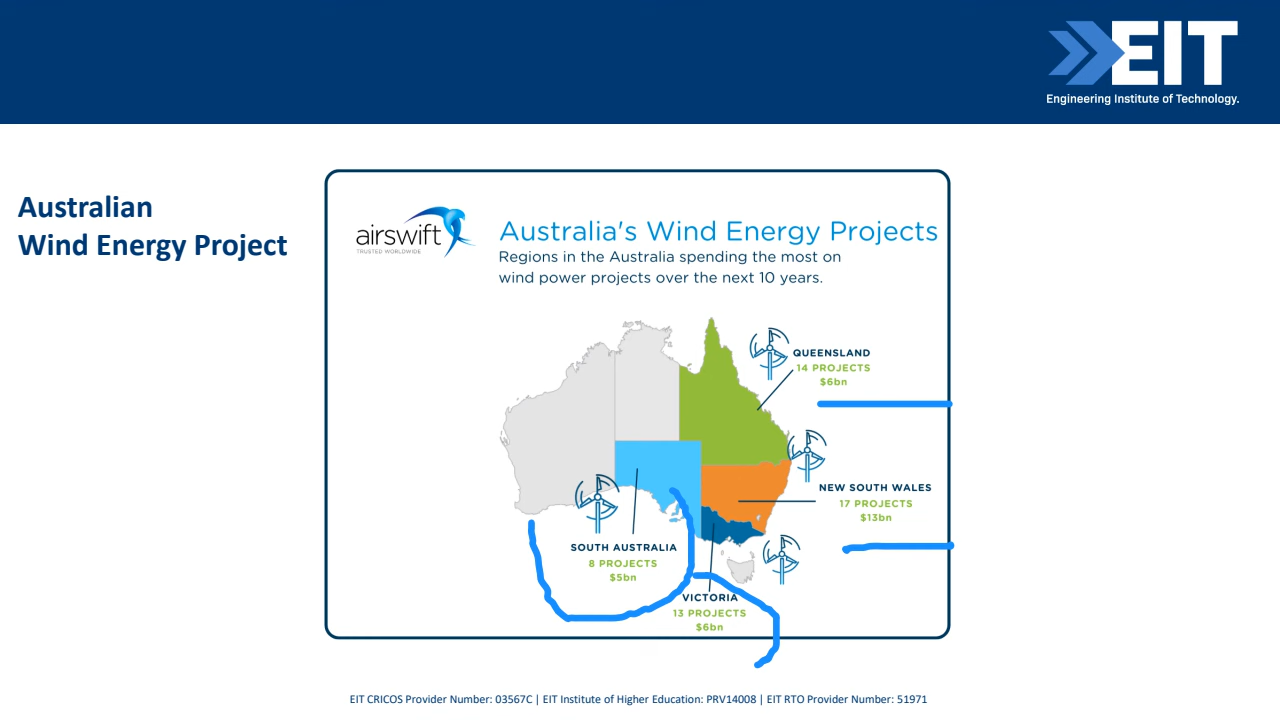 EIT
Engineering Institute of Technology.
Australian
Wind Energy Project
airswift
TRUSTED WORLDWIDE
Australia's Wind Energy Projects
Regions in the Australia spending the most on
wind power projects over the next 10 years.
QUEENSLAND
14 PROJECTS
$6bn
NEW SOUTH WALES
17 PROJECTS
$13bn
SOUTH AUSTRALIA
8 PROJECTS
$5bn
VICTORIA
13 PROJECTS
$6bn
EIT CRICOS Provider Number: 03567C | EIT Institute of Higher Education: PRV14008 | EIT RTO Provider Number: 51971